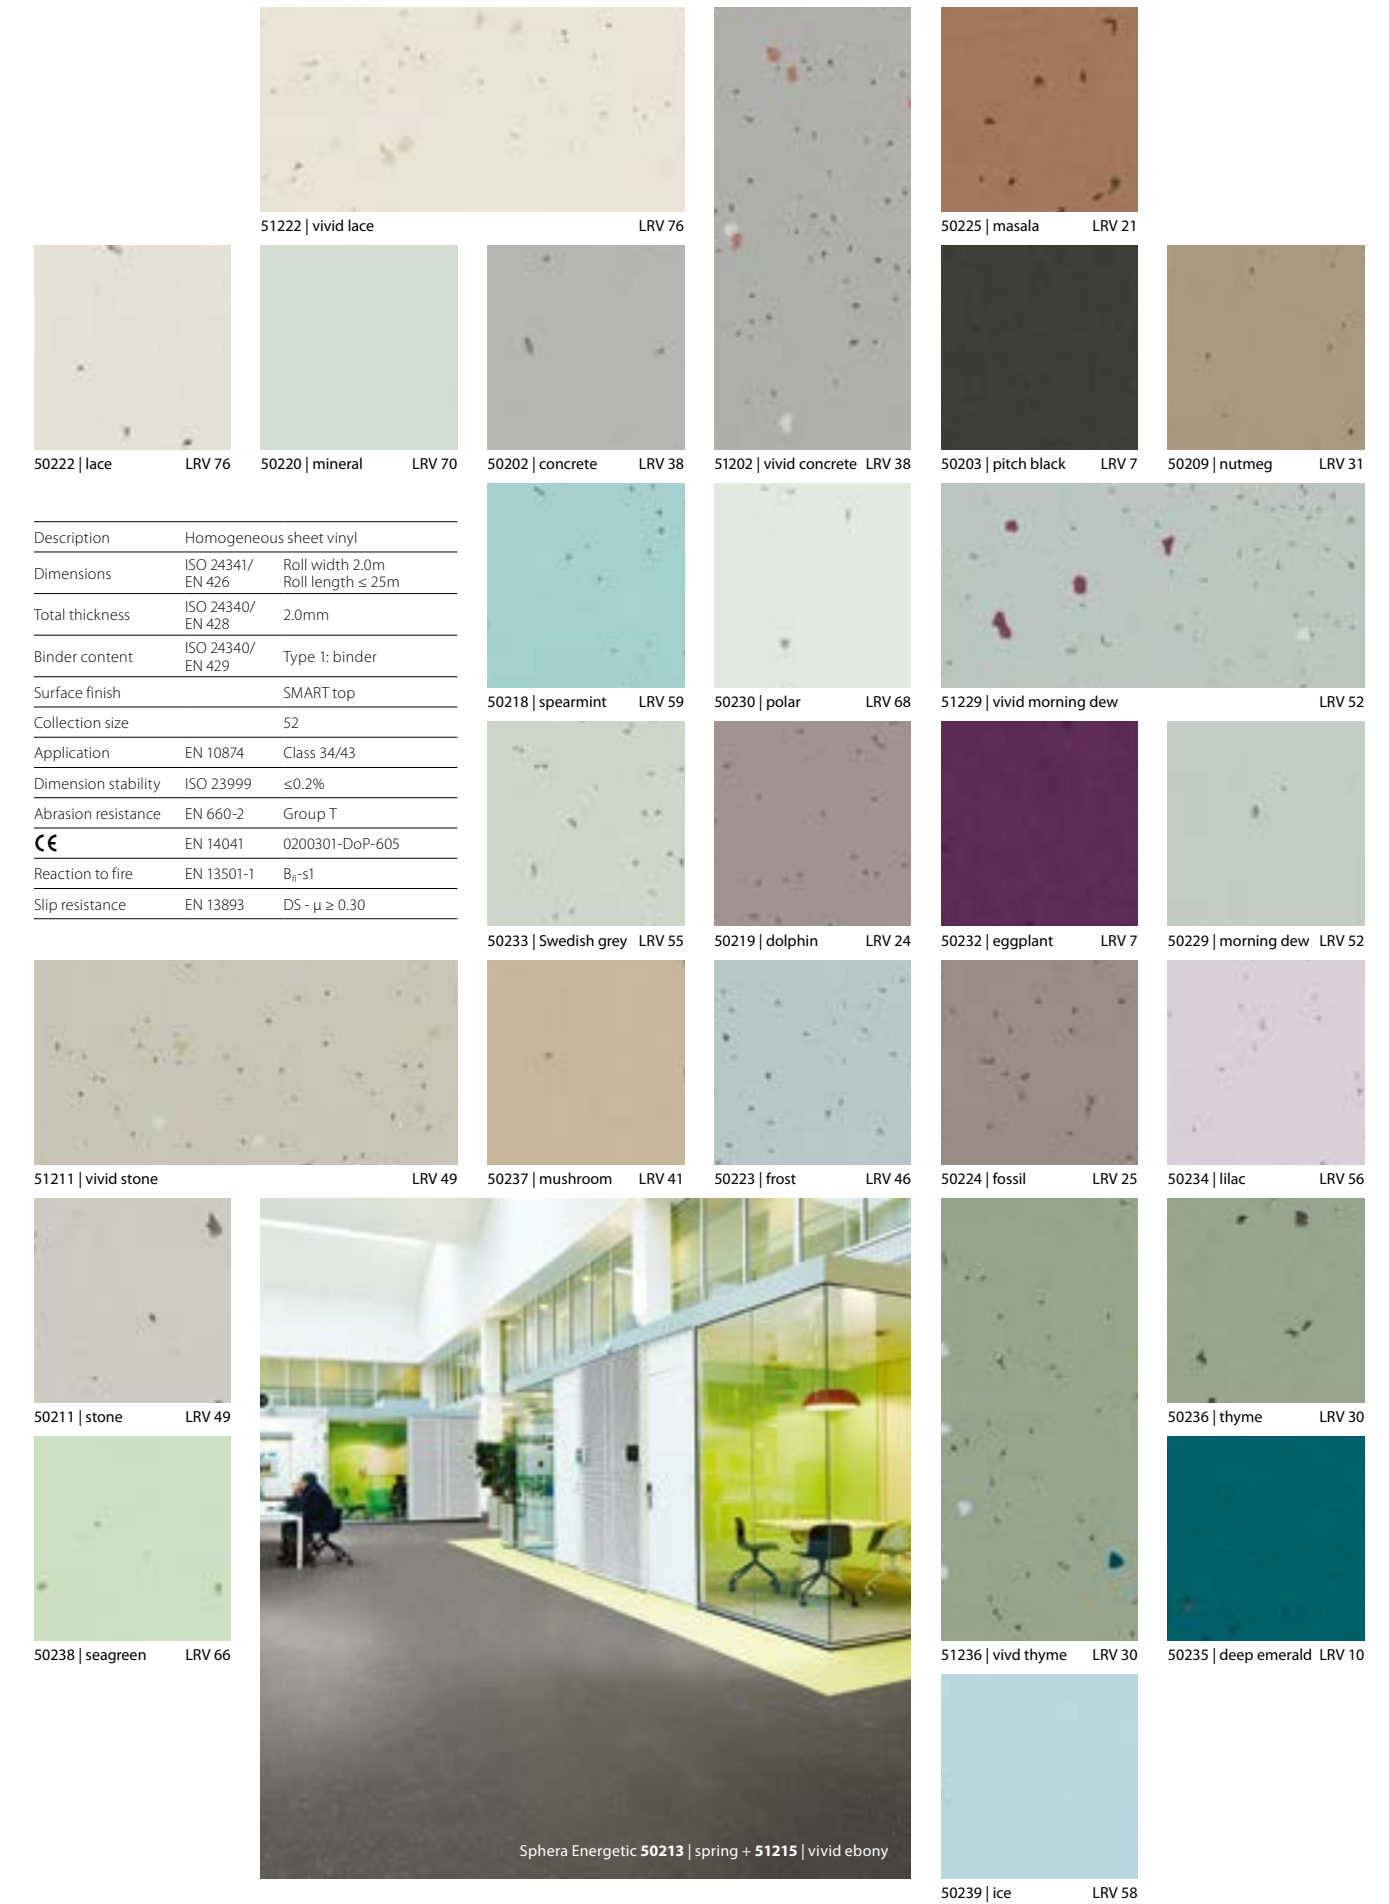 51222 | vivid lace LRV 76
50225 | masala LRV 21
50222 | lace LRV 76
50220 | mineral LRV 70
50202 | concrete LRV 38
51202 | vivid concrete LRV 38
50203 | pitch black LRV 7
50209 | nutmeg LRV 31
Description Homogeneous sheet vinyl
Dimensions ISO 24341/ EN 426 Roll width 2.0m
Roll length ≤ 25m
Total thickness ISO 24340/ EN 428 2.0mm
Binder content ISO 24340/ EN 429 Type 1: binder
Surface finish SMART top
Collection size 52
Application EN 10874 Class 34/43
Dimension stability ISO 23999 ≤0.2%
Abrasion resistance EN 660-2 Group T
CE EN 14041 0200301-DoP-605
Reaction to fire EN 13501-1 Bfl-s1
Slip resistance EN 13893 DS - µ ≥ 0.30
50218 | spearmint LRV 59
50230 | polar LRV 68
51229 | vivid morning dew LRV 52
50233 | Swedish grey LRV 55
50219 | dolphin LRV 24
50232 | eggplant LRV 7
50229 | morning dew LRV 52
51211 | vivid stone LRV 49
50237 | mushroom LRV 41
50223 | frost LRV 46
50224 | fossil LRV 25
50234 | lilac LRV 56
50211 | stone LRV 49
50236 | thyme LRV 30
50238 | seagreen LRV 66
51236 | vivd thyme LRV 30
50235 | deep emerald LRV 10
Sphera Energetic 50213 | spring + 51215 | vivid ebony
50239 | ice LRV 58